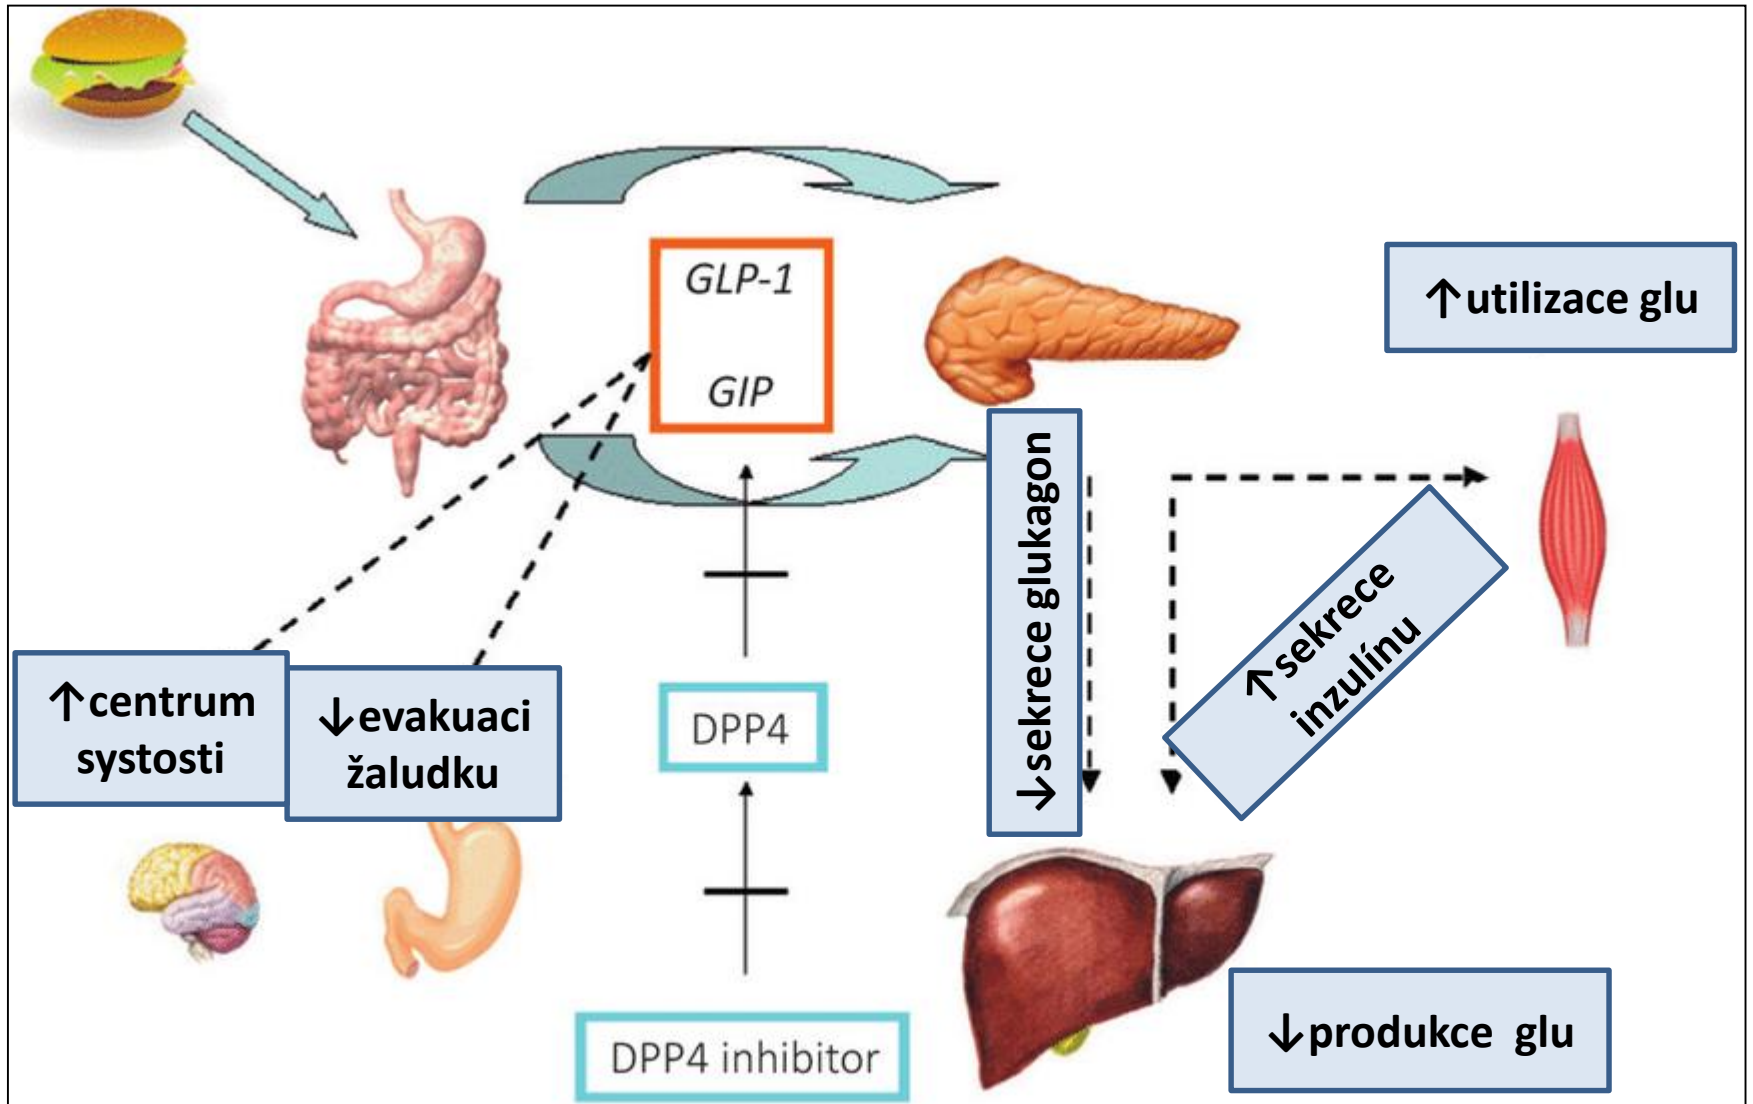 GLP-1
GIP
↑utilizace glu
↓sekrece glukagon
↑sekrece
inzulínu
↑centrum
systosti
↓evakuaci
žaludku
DPP4
DPP4 inhibitor
↓produkce glu